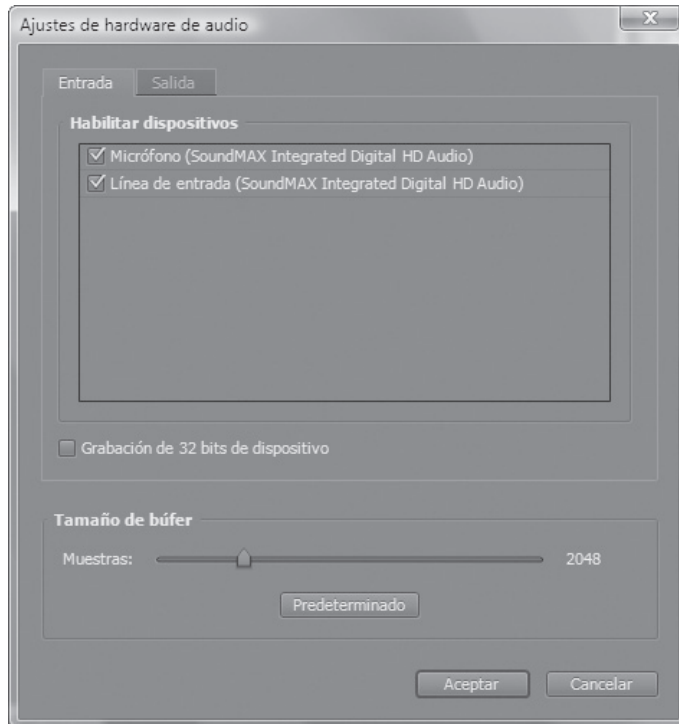 Ajustes de hardware de audio
Entrada
Salida
Habilitar dispositivos
Micrófono (SoundMAX Integrated Digital HD Audio)
Línea de entrada (SoundMAX Integrated Digital HD Audio)
Grabación de 32 bits de dispositivo
Tamaño de búfer
Muestras: 2048
Predeterminado
Aceptar
Cancelar